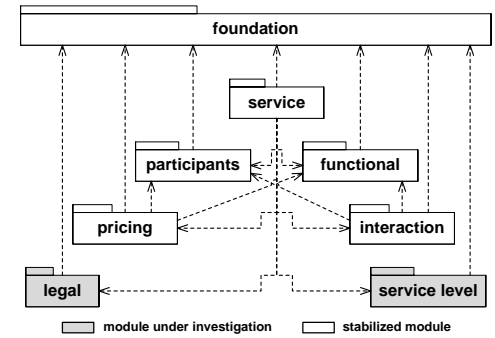 foundation
service
participants
functional
pricing
interaction
legal
service level
module under investigation
stabilized module